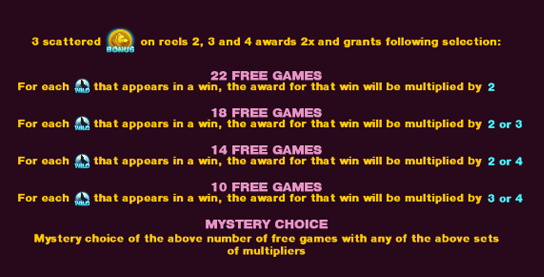 3 scattered BONUS on reels 2, 3 and 4 awards 2x and grants following selection:
22 FREE GAMES
For each WILD that appears in a win, the award for that win will be multiplied by 2
18 FREE GAMES
For each WILD that appears in a win, the award for that win will be multiplied by 2 or 3
14 FREE GAMES
For each WILD that appears in a win, the award for that win will be multiplied by 2 or 4
10 FREE GAMES
For each WILD that appears in a win, the award for that win will be multiplied by 3 or 4
MYSTERY CHOICE
Mystery choice of the above number of free games with any of the above sets
of multipliers